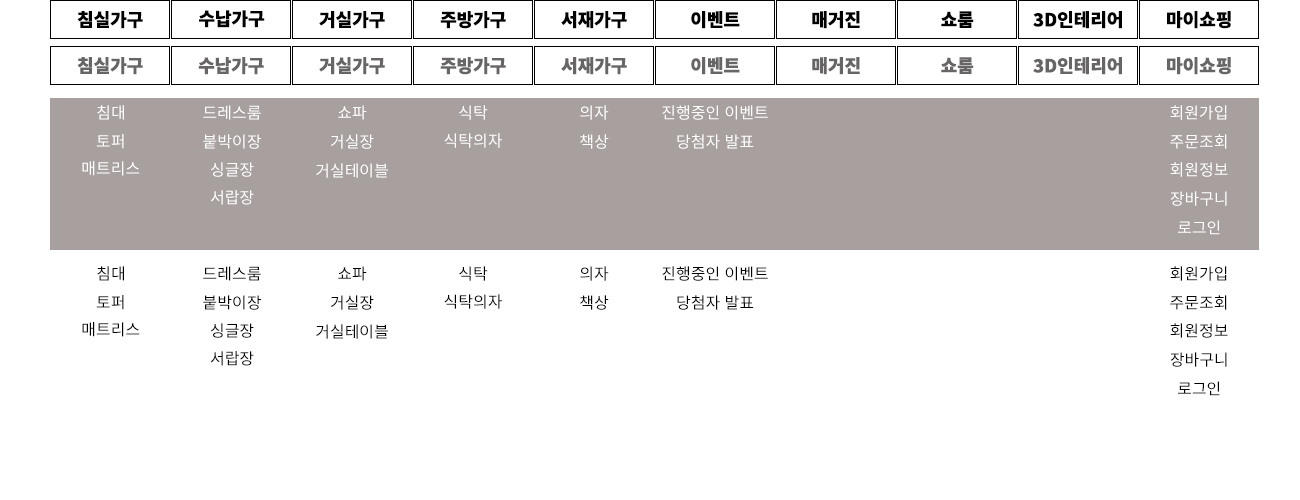 침실가구 수납가구 거실가구 주방가구 서재가구 이벤트 매거진 쇼룸 3D인테리어 마이쇼핑
침실가구 수납가구 거실가구 주방가구 서재가구 이벤트 매거진 쇼룸 3D인테리어 마이쇼핑
침대 드레스룸 쇼파 식탁 의자 진행중인 이벤트 회원가입
토퍼 붙박이장 거실장 식탁의자 책상 당첨자 발표 주문조회
매트리스 싱글장 거실테이블 회원정보
서랍장 장바구니
로그인
침대 드레스룸 쇼파 식탁 의자 진행중인 이벤트 회원가입
토퍼 붙박이장 거실장 식탁의자 책상 당첨자 발표 주문조회
매트리스 싱글장 거실테이블 회원정보
서랍장 장바구니
로그인